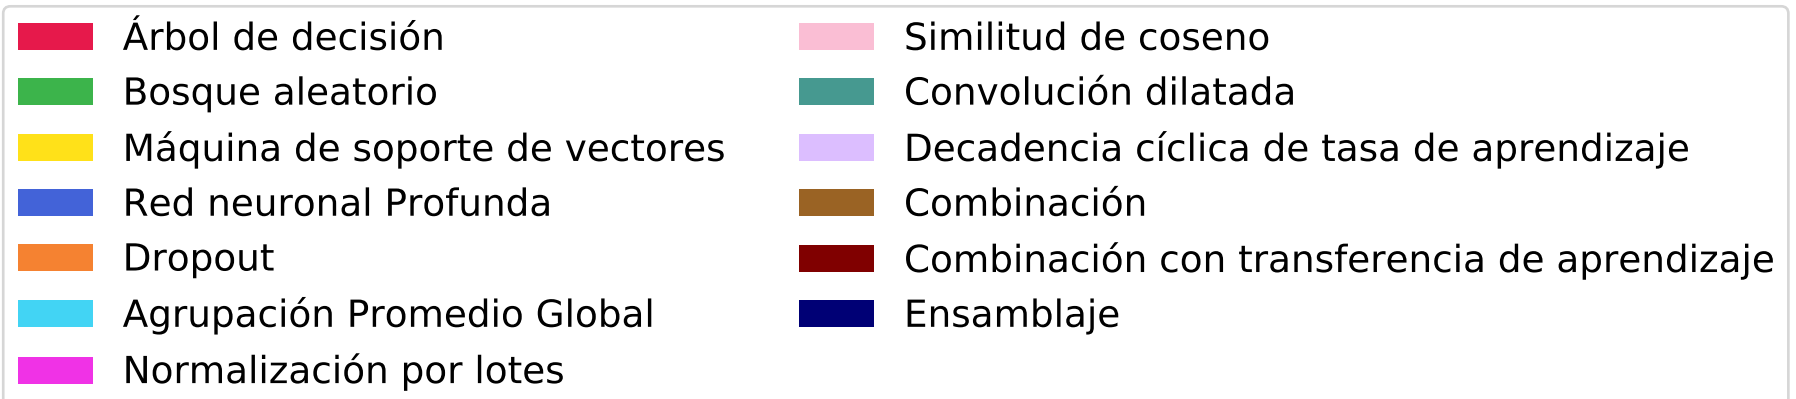 Árbol de decisión
Bosque aleatorio
Máquina de soporte de vectores
Red neuronal Profunda
Dropout
Agrupación Promedio Global
Normalización por lotes
Similitud de coseno
Convolución dilatada
Decadencia cíclica de tasa de aprendizaje
Combinación
Combinación con transferencia de aprendizaje
Ensamblaje